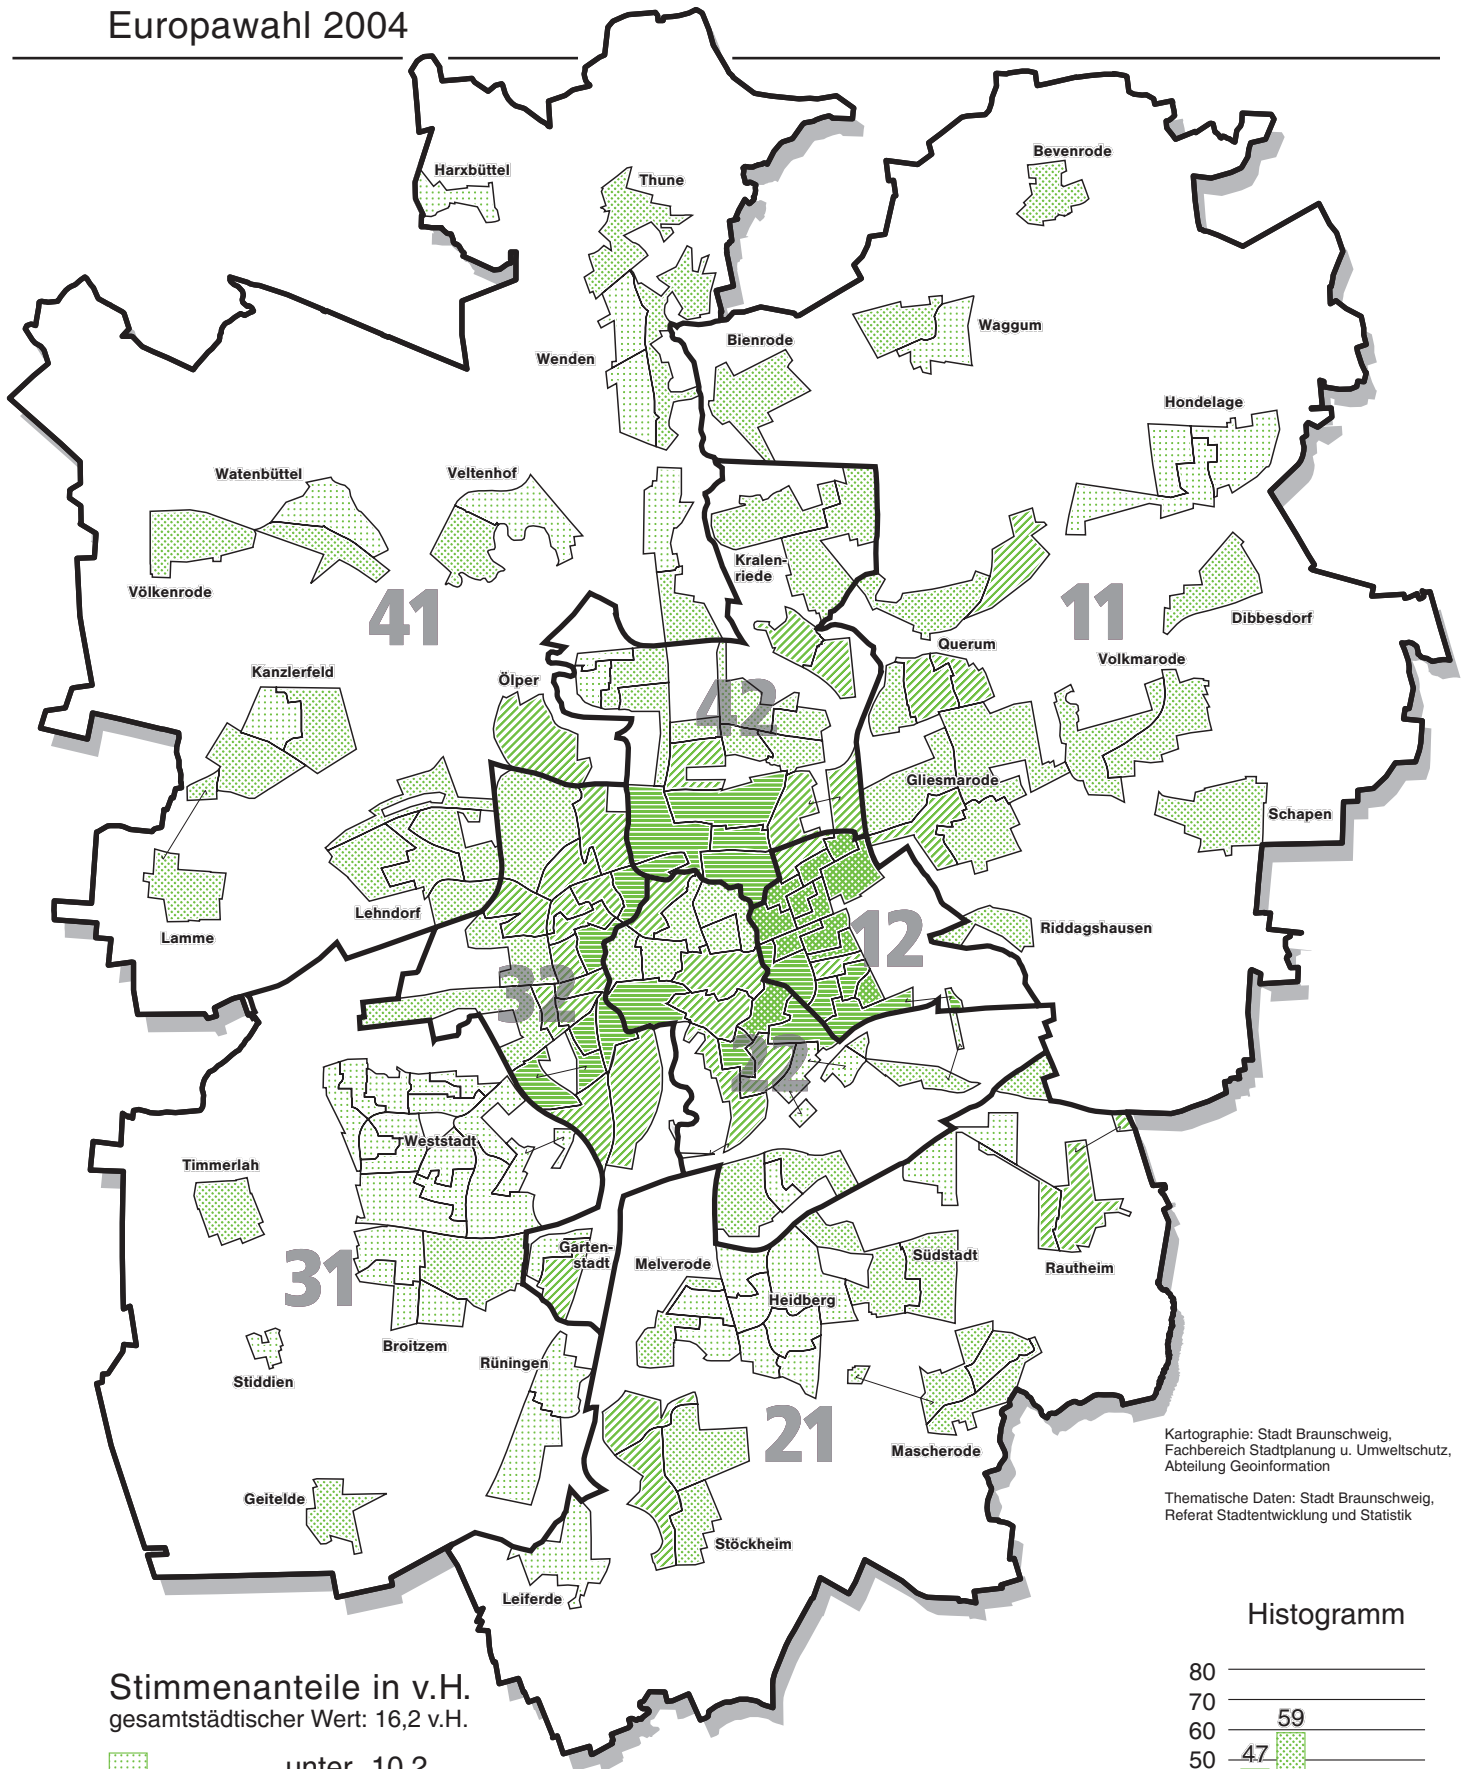 Europawahl 2004
Harxbüttel
Thune
Bevenrode
Waggum
Bienrode
Wenden
Hondelage
Watenbüttel
Veltenhof
Kralen-
riede
Völkenrode
41
11
Dibbesdorf
Querum
Volkmarode
Kanzlerfeld
Ölper
42
Gliesmarode
Schapen
Lehndorf
12
Riddagshausen
Lamme
32
22
Weststadt
Timmerlah
Garten-
stadt
Melverode
Südstadt
Rautheim
31
Heidberg
Broitzem
Rüningen
Stiddien
21
Mascherode
Kartographie: Stadt Braunschweig,
Fachbereich Stadtplanung u. Umweltschutz,
Abteilung Geoinformation
Thematische Daten: Stadt Braunschweig,
Referat Stadtentwicklung und Statistik
Geitelde
Stöckheim
Leiferde
Histogramm
80
70
60
50
59
47
Stimmenanteile in v.H.
gesamtstädtischer Wert: 16,2 v.H.
unter 10,2